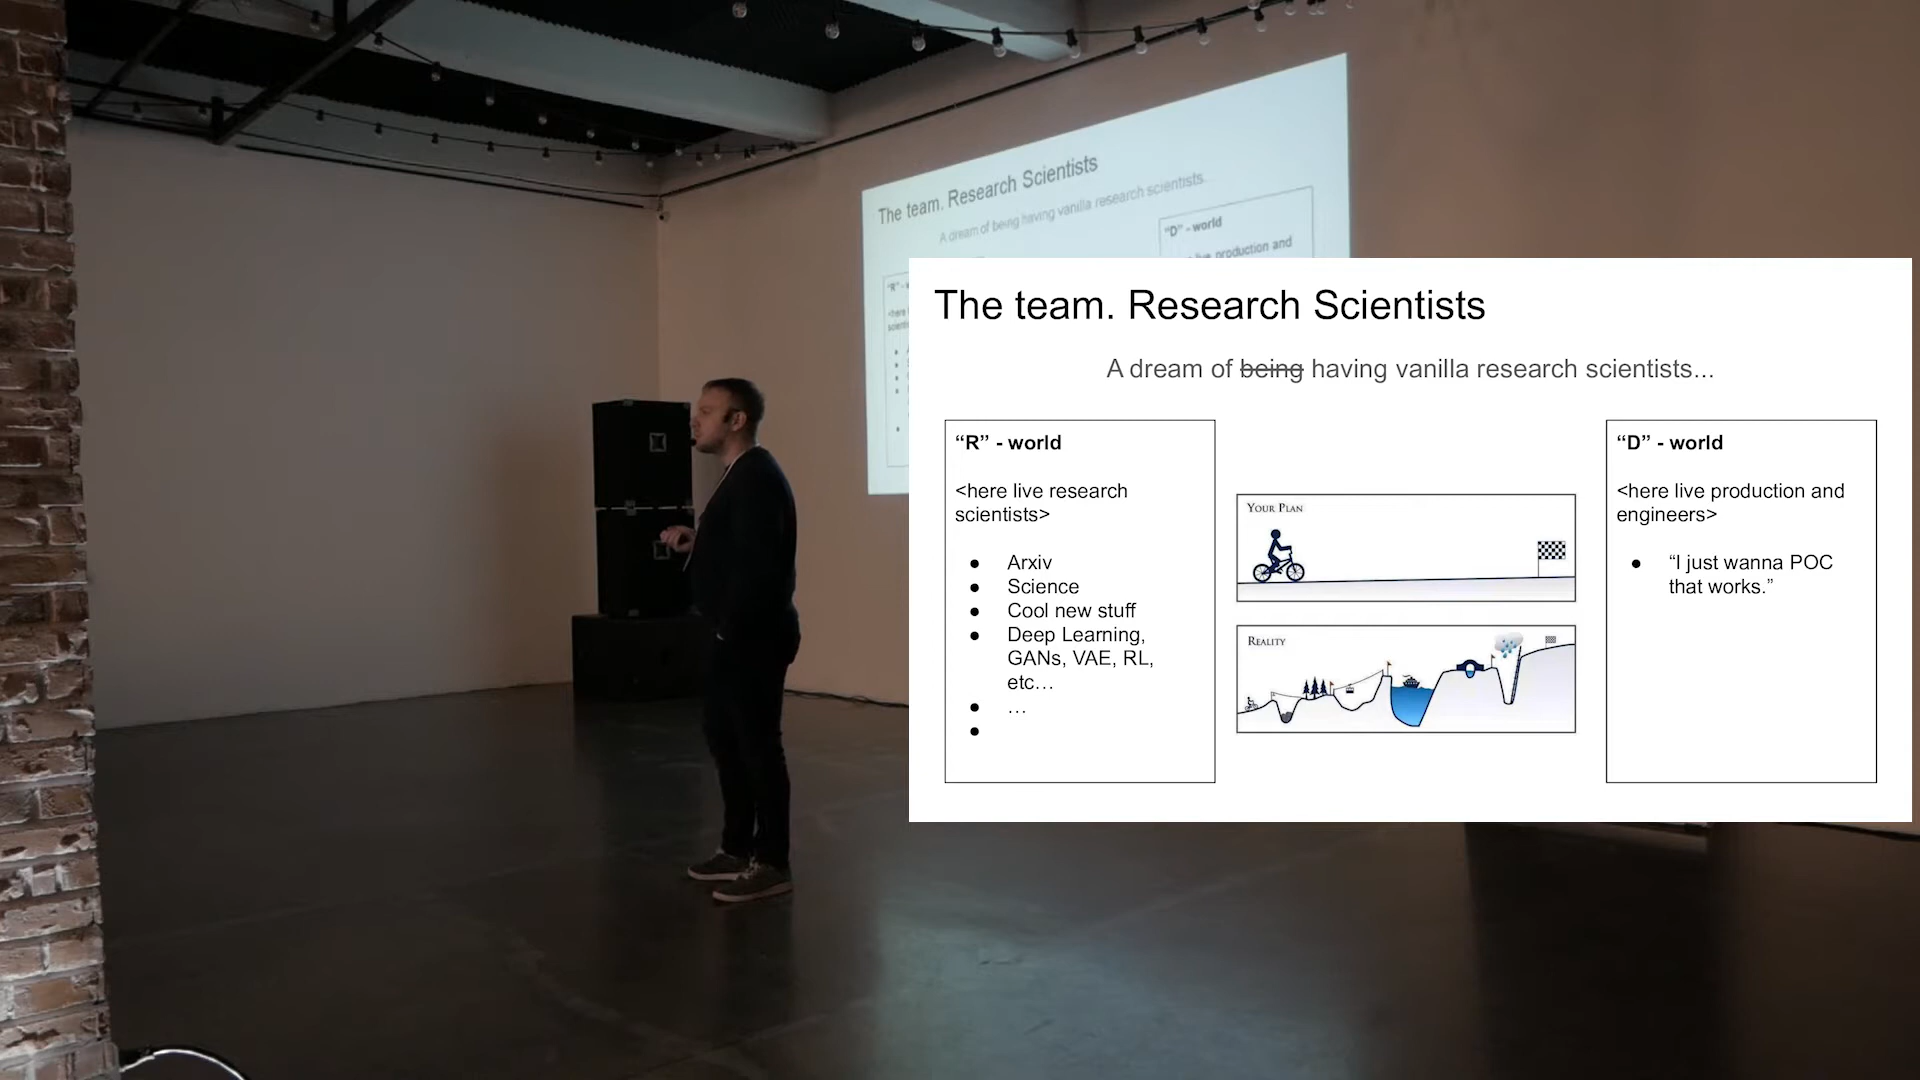 The team. Research Scientists
A dream of being having vanilla research scientists...
"D" - world
The team. Research Scientists
A dream of being having vanilla research scientists...
“R” - world
<here live research
scientists>
● Arxiv
● Science
● Cool new stuff
● Deep Learning,
GANs, VAE, RL,
etc…
● …
●
YOUR PLAN
REALITY
“D” - world
<here live production and
engineers>
● “I just wanna POC
that works.”